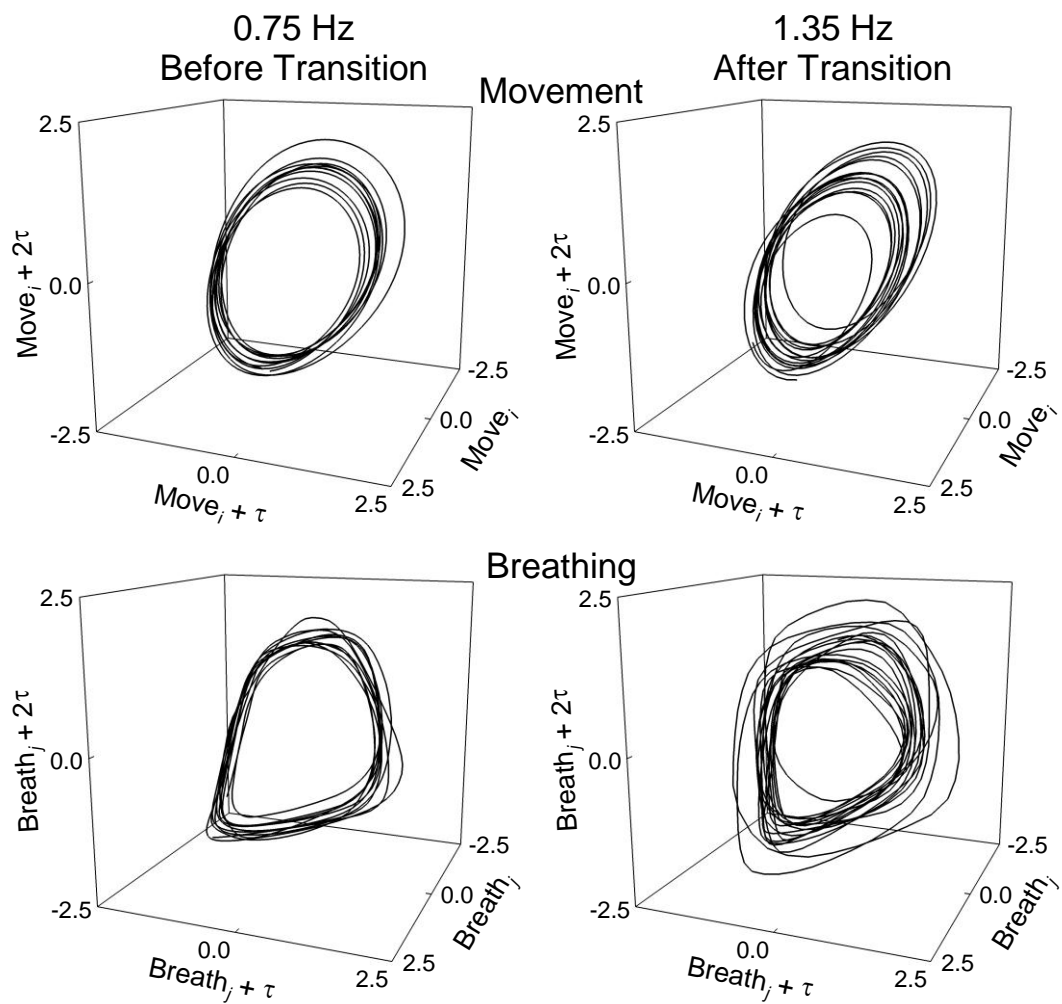 0.75 Hz
Before Transition
1.35 Hz
After Transition
Movement
2.5
0.0
-2.5
Move_i + 2τ
0.0
2.5
Move_i + τ
-2.5
0.0
2.5
Move_i
2.5
0.0
-2.5
Move_i + 2τ
0.0
2.5
Move_i + τ
-2.5
0.0
2.5
Move_i
Breathing
2.5
0.0
-2.5
Breath_j + 2τ
0.0
2.5
Breath_j + τ
-2.5
0.0
2.5
Breath_j
2.5
0.0
-2.5
Breath_j + 2τ
0.0
2.5
Breath_j + τ
-2.5
0.0
2.5
Breath_j